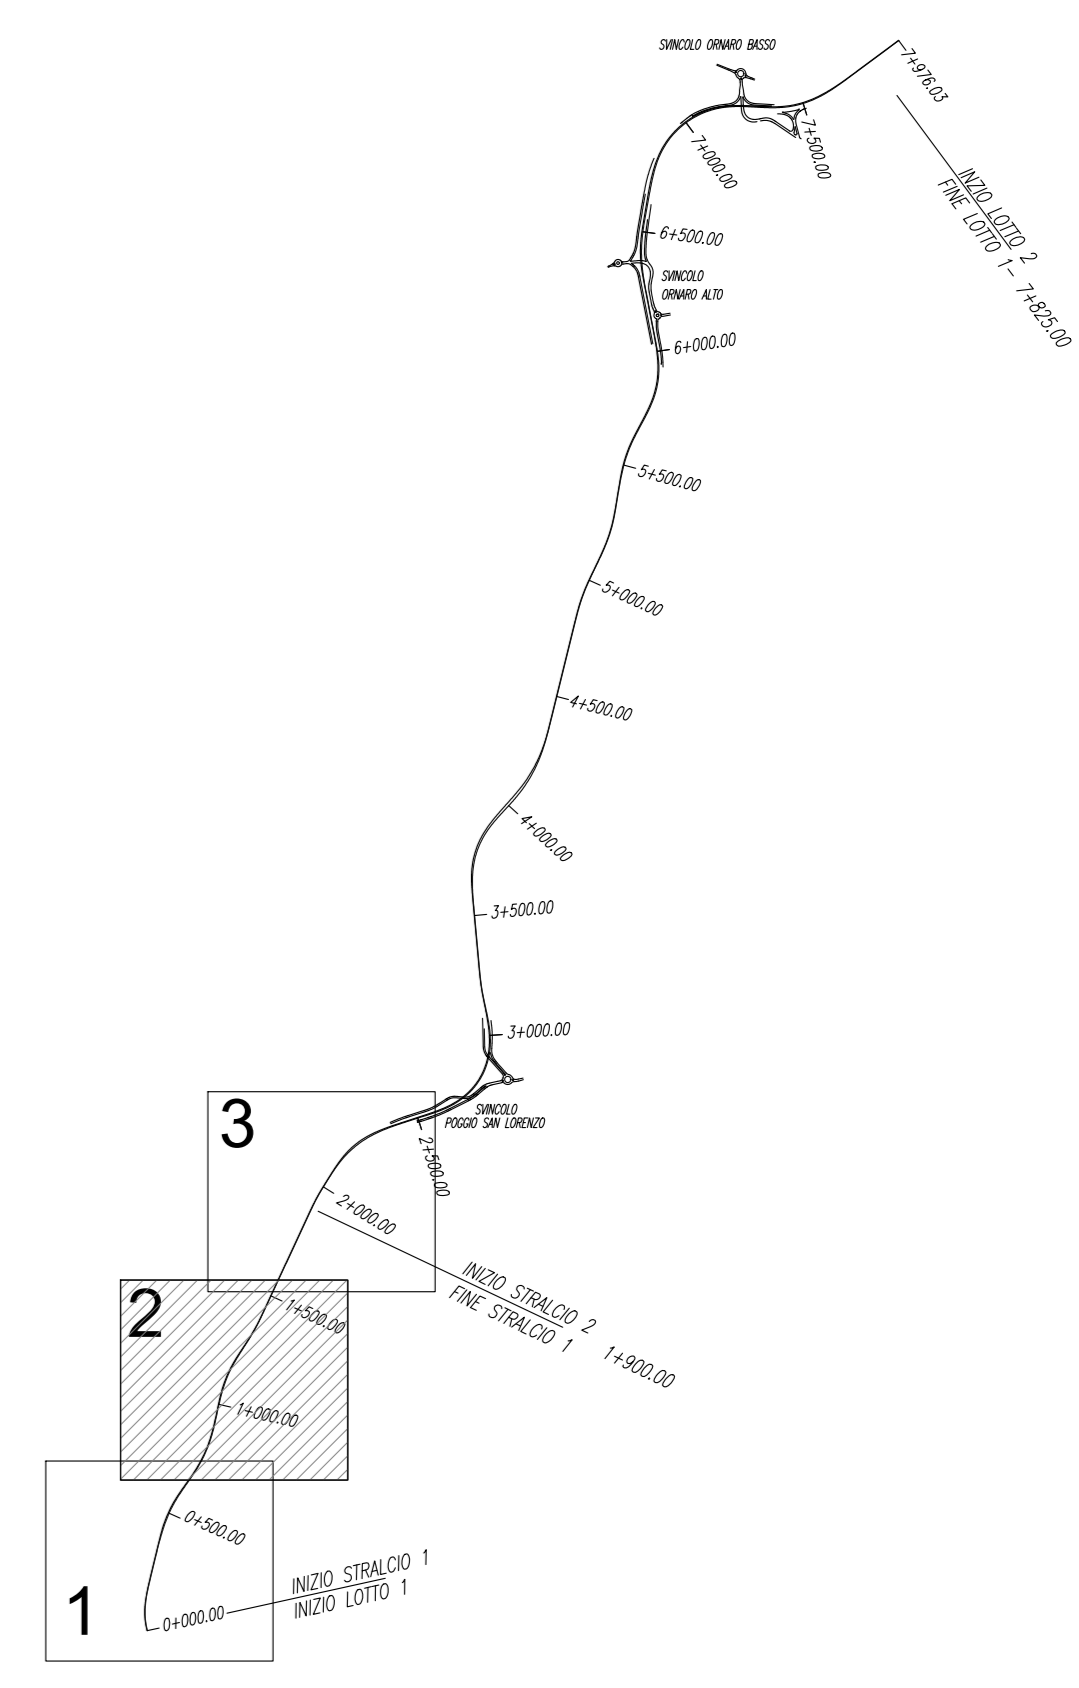 SVINCOLO ORNARO BASSO
7+976.03
7+500.00
7+000.00
INZIO LOTTO 2
FINE LOTTO 1- 7+825.00
6+500.00
SVINCOLO
ORNARO ALTO
6+000.00
5+500.00
5+000.00
4+500.00
4+000.00
3+500.00
3+000.00
SVINCOLO
POGGIO SAN LORENZO
3
2+500.00
2+000.00
INIZIO STRALCIO 2
FINE STRALCIO 1 1+900.00
2
1+500.00
1+000.00
0+500.00
INIZIO STRALCIO 1
INIZIO LOTTO 1
1
0+000.00